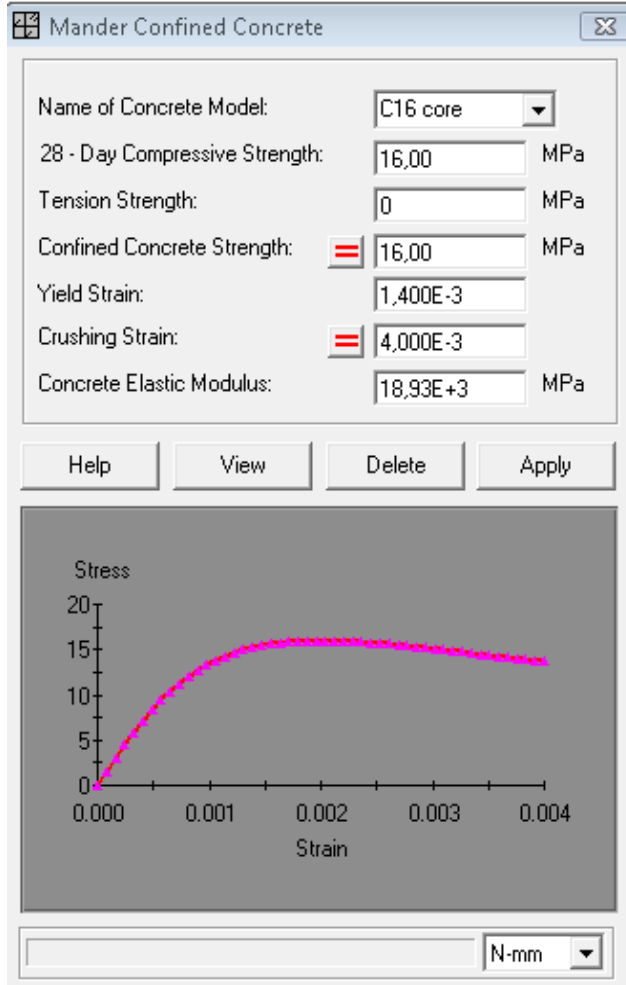 Mander Confined Concrete
Name of Concrete Model: C16 core
28 - Day Compressive Strength: 16,00 MPa
Tension Strength: 0 MPa
Confined Concrete Strength: = 16,00 MPa
Yield Strain: 1,400E-3
Crushing Strain: = 4,000E-3
Concrete Elastic Modulus: 18,93E+3 MPa
Help View Delete Apply
Stress
20
15
10
5
0
0.000 0.001 0.002 0.003 0.004
Strain
N-mm